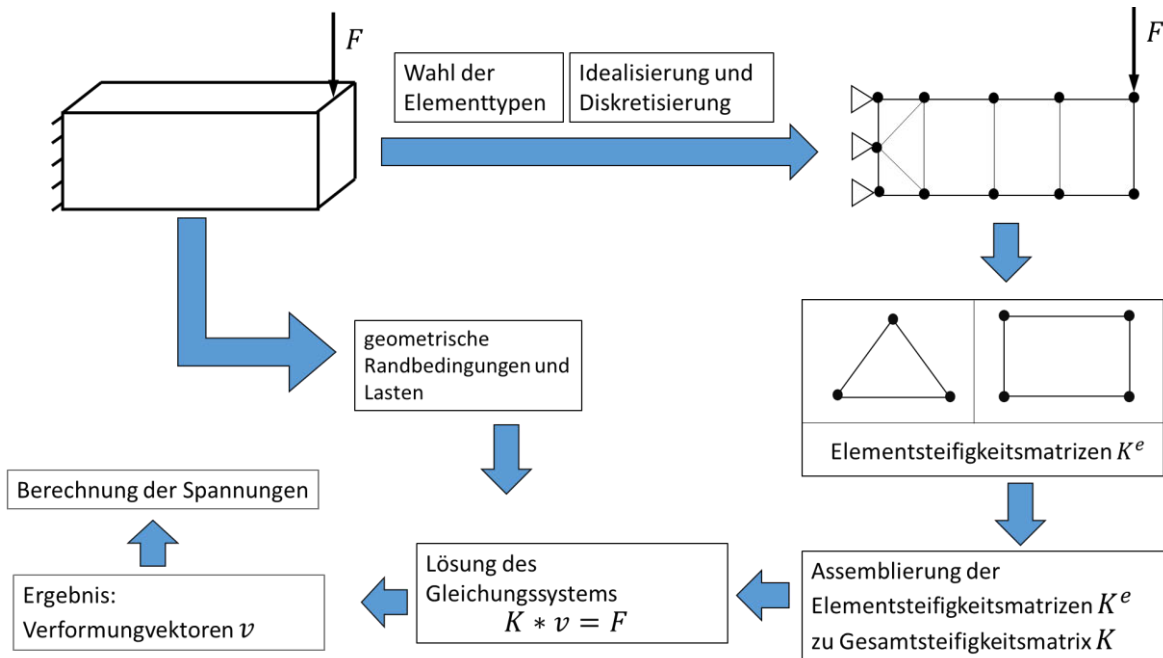 F
Wahl der
Elementtypen
Idealisierung und
Diskretisierung
F
geometrische
Randbedingungen und
Lasten
Elementsteifigkeitsmatrizen K^e
Berechnung der Spannungen
Ergebnis:
Verformungvektoren v
Lösung des
Gleichungssystems
K * v = F
Assemblierung der
Elementsteifigkeitsmatrizen K^e
zu Gesamtsteifigkeitsmatrix K